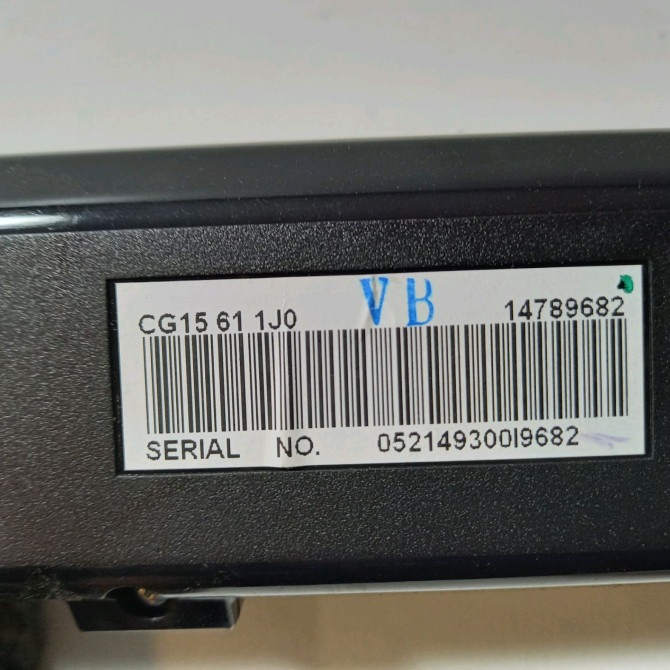 CG15 61 1J0 VB 14789682
SERIAL NO. 052149300I9682